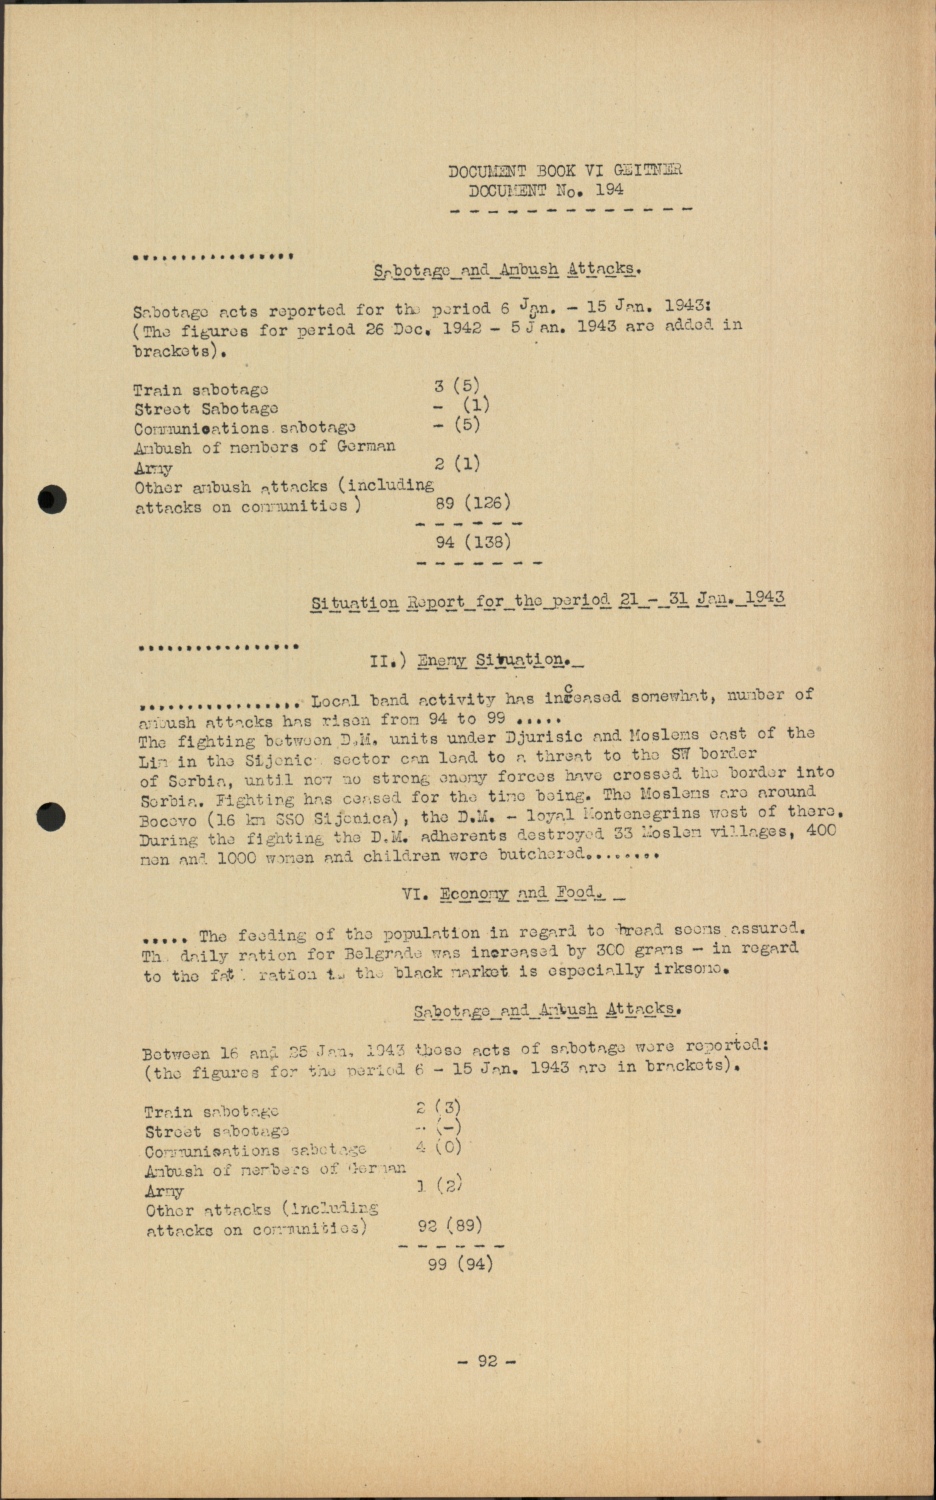 DOCUMENT BOOK VI GEITNER
DOCUMENT No. 194
- - - - - - - - - - - - -
.................
Sabotage and Ambush Attacks.
Sabotage acts reported for the period 6 Jan. - 15 Jan. 1943:
(The figures for period 26 Dec. 1942 - 5 Jan. 1943 are added in
brackets).
Train sabotage 3 (5)
Street Sabotage - (1)
Communications sabotage - (5)
Ambush of members of German
Army 2 (1)
Other ambush attacks (including
attacks on communities) 89 (126)
- - - - - -
94 (138)
- - - - - - -
Situation Report for the period 21 - 31 Jan. 1943
.................
II.) Enemy Situation.
................. Local band activity has increased somewhat, number of
ambush attacks has risen from 94 to 99 .....
The fighting between D.M. units under Djurisic and Moslems east of the
Lim in the Sijenic sector can lead to a threat to the SW border
of Serbia, until now no strong enemy forces have crossed the border into
Serbia. Fighting has ceased for the time being. The Moslems are around
Bocevo (16 km SSO Sijenica), the D.M. - loyal Montenegrins west of there.
During the fighting the D.M. adherents destroyed 33 Moslem villages, 400
men and 1000 women and children were butchered........
VI. Economy and Food.
..... The feeding of the population in regard to bread seems assured.
The daily ration for Belgrade was increased by 300 grams - in regard
to the fat ration the black market is especially irksome.
Sabotage and Ambush Attacks.
Between 16 and 25 Jan. 1943 these acts of sabotage were reported:
(the figures for the period 6 - 15 Jan. 1943 are in brackets).
Train sabotage 2 (3)
Street sabotage - (-)
Communications sabotage 4 (0)
Ambush of members of German
Army 1 (2)
Other attacks (including
attacks on communities) 92 (89)
- - - - - -
99 (94)
- 92 -